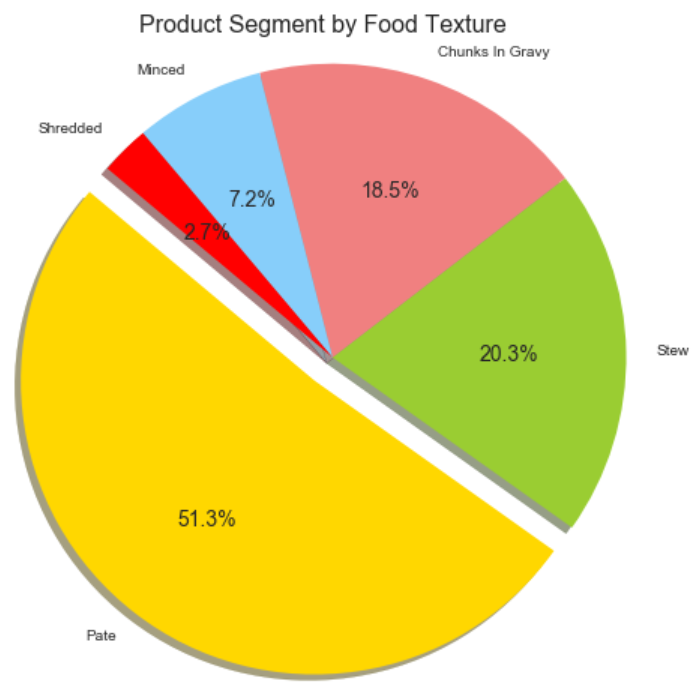 Product Segment by Food Texture
Chunks In Gravy
Minced
Shredded
18.5%
7.2%
2.7%
20.3%
Stew
51.3%
Pate